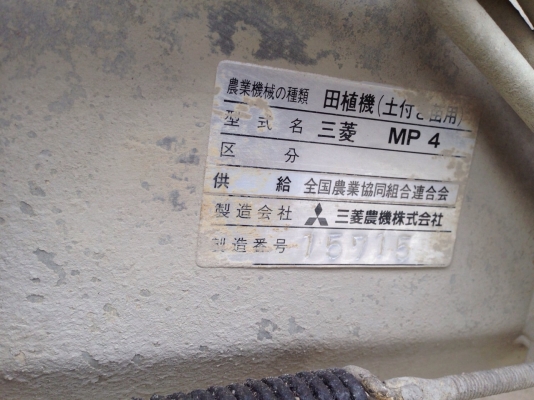 農業機械の種類 田植機(土付き苗用)
型式名 三菱 MP4
区分
供給 全国農業協同組合連合会
製造会社 三菱農機株式会社
製造番号 15715